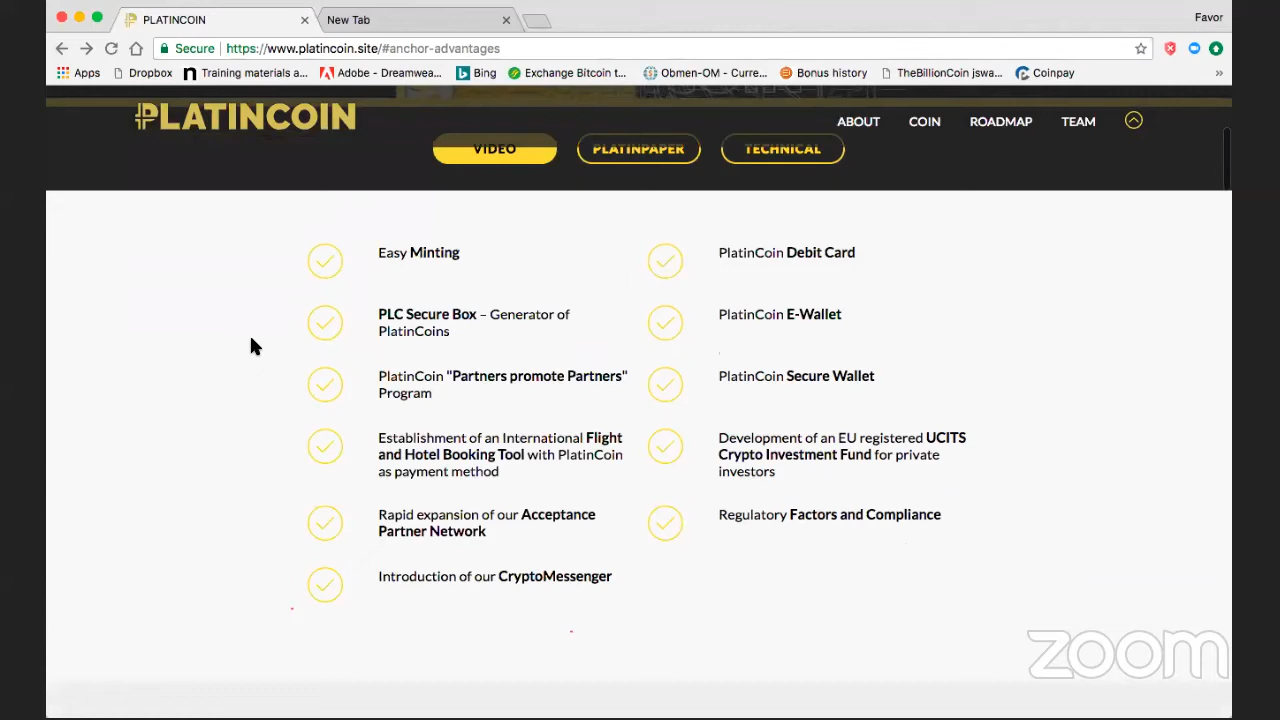 PLATINCOIN
New Tab
Favor
Secure
https://www.platincoin.site/#anchor-advantages
Apps
Dropbox
Training materials a...
Adobe - Dreamwea...
Bing
Exchange Bitcoin t...
Obmen-OM - Curre...
Bonus history
TheBillionCoin jswa...
Coinpay
»
PLATINCOIN
ABOUT
COIN
ROADMAP
TEAM
VIDEO
PLATINPAPER
TECHNICAL
Easy Minting
PLC Secure Box – Generator of
PlatinCoins
PlatinCoin "Partners promote Partners"
Program
Establishment of an International Flight
and Hotel Booking Tool with PlatinCoin
as payment method
Rapid expansion of our Acceptance
Partner Network
Introduction of our CryptoMessenger
PlatinCoin Debit Card
PlatinCoin E-Wallet
PlatinCoin Secure Wallet
Development of an EU registered UCITS
Crypto Investment Fund for private
investors
Regulatory Factors and Compliance
zoom